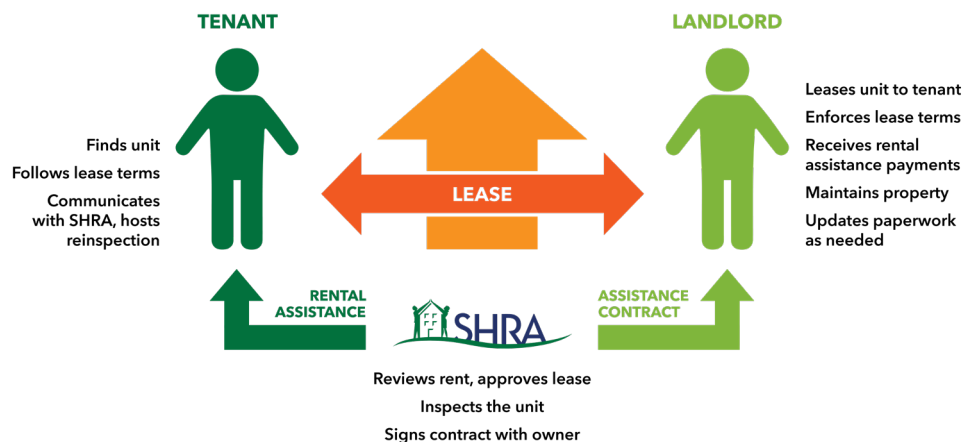 TENANT
Finds unit
Follows lease terms
Communicates
with SHRA, hosts
reinspection
LEASE
LANDLORD
Leases unit to tenant
Enforces lease terms
Receives rental
assistance payments
Maintains property
Updates paperwork
as needed
RENTAL
ASSISTANCE
SHRA
ASSISTANCE
CONTRACT
Reviews rent, approves lease
Inspects the unit
Signs contract with owner